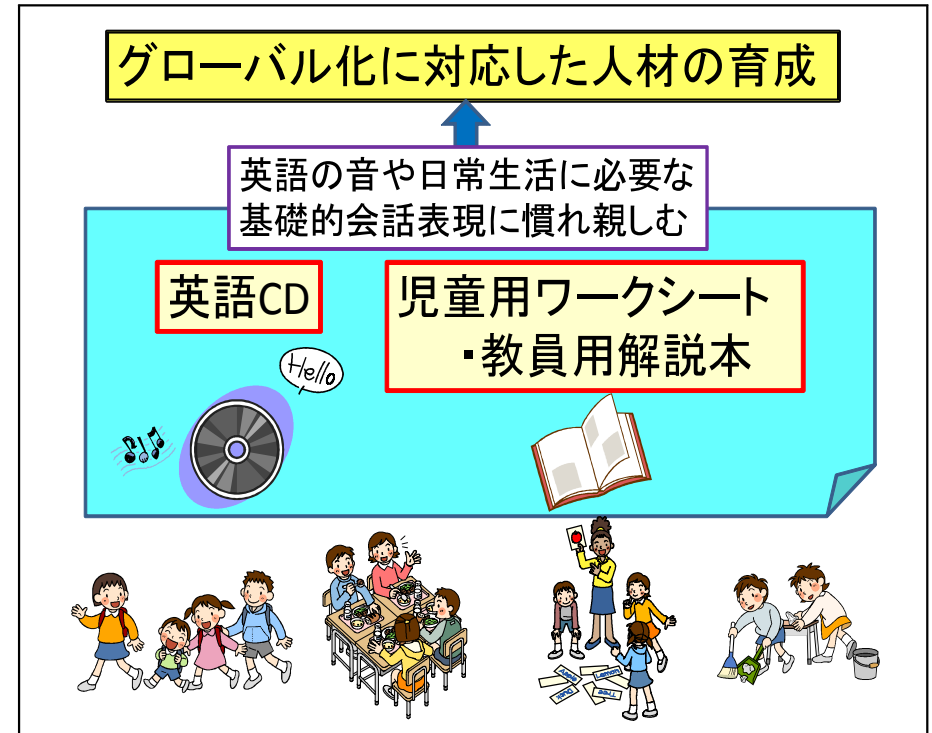 グローバル化に対応した人材の育成
英語の音や日常生活に必要な
基礎的会話表現に慣れ親しむ
英語CD
児童用ワークシート
・教員用解説本
Hello
Lemon
Tree